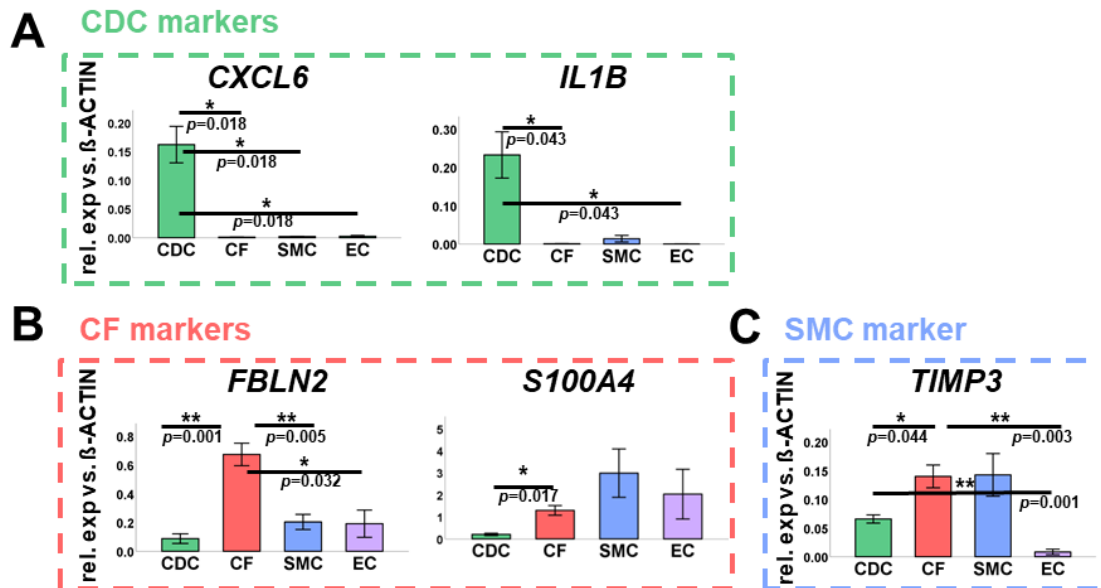 A CDC markers
CXCL6
IL1B
rel. exp vs. ß-ACTIN
0.20
0.15
0.10
0.05
0.00
*
p=0.018
*
p=0.018
*
p=0.018
CDC CF SMC EC
0.30
0.20
0.10
0.00
*
p=0.043
*
p=0.043
CDC CF SMC EC
B CF markers
FBLN2
S100A4
rel. exp vs. ß-ACTIN
0.8
0.6
0.4
0.2
0.0
**
p=0.001
**
p=0.005
*
p=0.032
CDC CF SMC EC
5
4
3
2
1
0
*
p=0.017
CDC CF SMC EC
C SMC marker
TIMP3
rel. exp vs. ß-ACTIN
0.20
0.15
0.10
0.05
0.00
*
p=0.044
**
p=0.003
**
p=0.001
CDC CF SMC EC